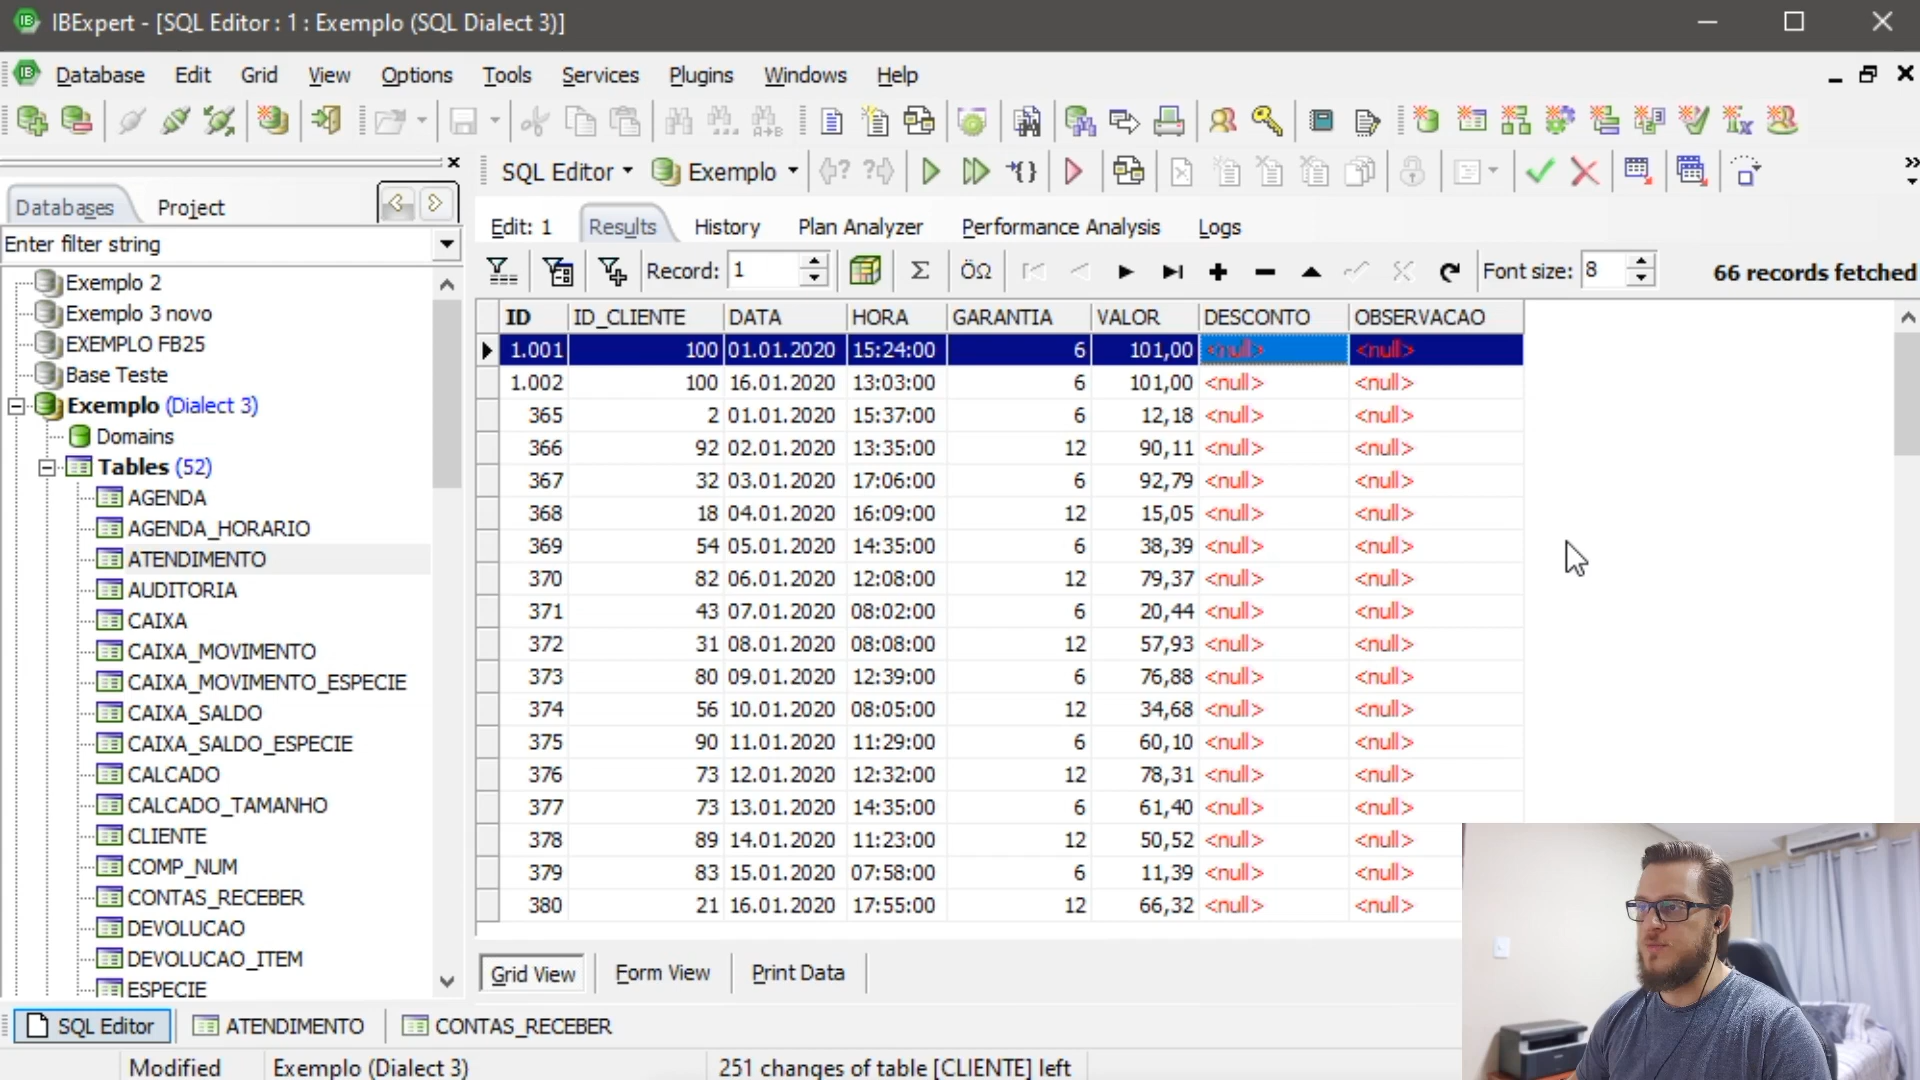 IBExpert - [SQL Editor : 1 : Exemplo (SQL Dialect 3)]
Database Edit Grid View Options Tools Services Plugins Windows Help
SQL Editor Exemplo
Databases Project
Enter filter string
Exemplo 2
Exemplo 3 novo
EXEMPLO FB25
Base Teste
Exemplo (Dialect 3)
Domains
Tables (52)
AGENDA
AGENDA_HORARIO
ATENDIMENTO
AUDITORIA
CAIXA
CAIXA_MOVIMENTO
CAIXA_MOVIMENTO_ESPECIE
CAIXA_SALDO
CAIXA_SALDO_ESPECIE
CALCADO
CALCADO_TAMANHO
CLIENTE
COMP_NUM
CONTAS_RECEBER
DEVOLUCAO
DEVOLUCAO_ITEM
ESPECIE
Edit: 1 Results History Plan Analyzer Performance Analysis Logs
Record: 1 Σ ÖΩ Font size: 8 66 records fetched
ID ID_CLIENTE DATA HORA GARANTIA VALOR DESCONTO OBSERVACAO
1.001 100 01.01.2020 15:24:00 6 101,00 <null> <null>
1.002 100 16.01.2020 13:03:00 6 101,00 <null> <null>
365 2 01.01.2020 15:37:00 6 12,18 <null> <null>
366 92 02.01.2020 13:35:00 12 90,11 <null> <null>
367 32 03.01.2020 17:06:00 6 92,79 <null> <null>
368 18 04.01.2020 16:09:00 12 15,05 <null> <null>
369 54 05.01.2020 14:35:00 6 38,39 <null> <null>
370 82 06.01.2020 12:08:00 12 79,37 <null> <null>
371 43 07.01.2020 08:02:00 6 20,44 <null> <null>
372 31 08.01.2020 08:08:00 12 57,93 <null> <null>
373 80 09.01.2020 12:39:00 6 76,88 <null> <null>
374 56 10.01.2020 08:05:00 12 34,68 <null> <null>
375 90 11.01.2020 11:29:00 6 60,10 <null> <null>
376 73 12.01.2020 12:32:00 12 78,31 <null> <null>
377 73 13.01.2020 14:35:00 6 61,40 <null> <null>
378 89 14.01.2020 11:23:00 12 50,52 <null> <null>
379 83 15.01.2020 07:58:00 6 11,39 <null> <null>
380 21 16.01.2020 17:55:00 12 66,32 <null> <null>
Grid View Form View Print Data
SQL Editor ATENDIMENTO CONTAS_RECEBER
Modified Exemplo (Dialect 3) 251 changes of table [CLIENTE] left